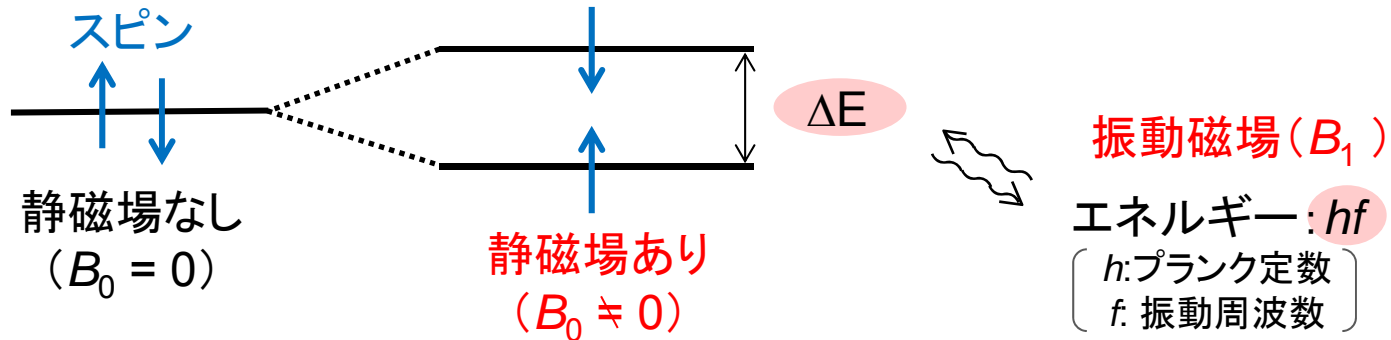 スピン
静磁場なし
（B0 = 0）
静磁場あり
（B0 ≠ 0）
ΔE
振動磁場（B1 ）
エネルギー：hf
h:プランク定数
f: 振動周波数